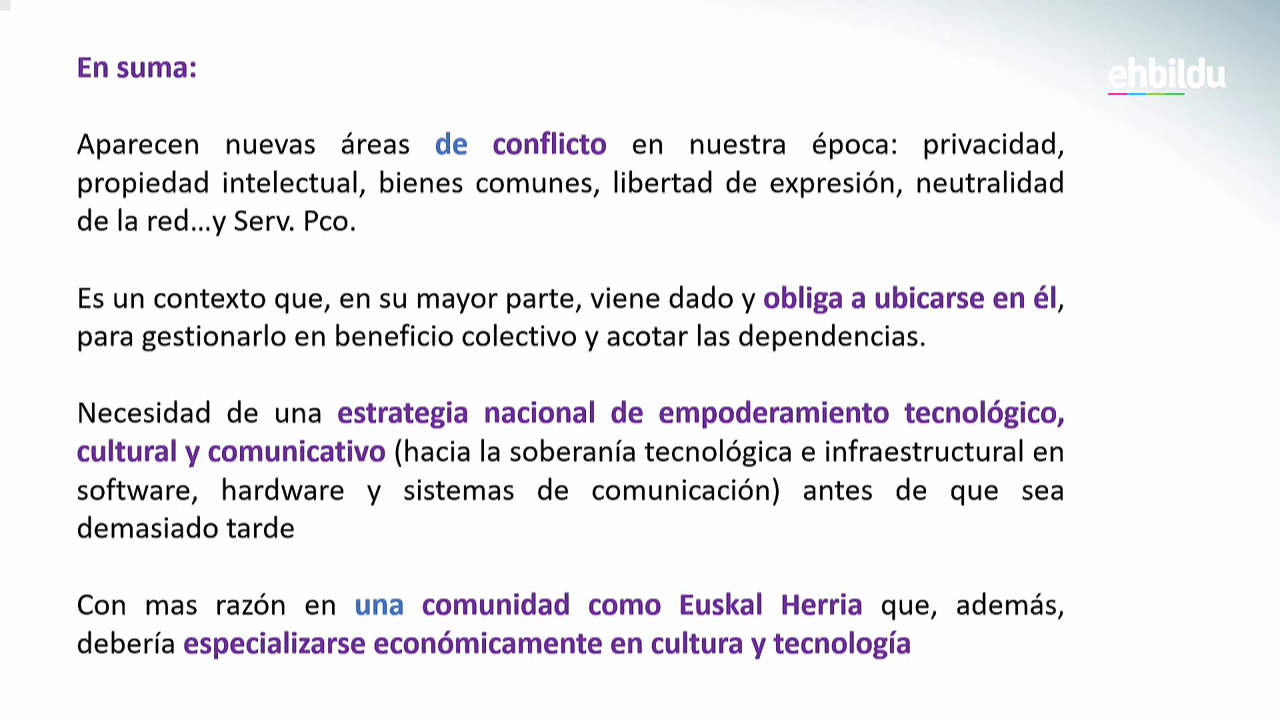 En suma:
ehbildu
Aparecen nuevas áreas de conflicto en nuestra época: privacidad,
propiedad intelectual, bienes comunes, libertad de expresión, neutralidad
de la red...y Serv. Pco.
Es un contexto que, en su mayor parte, viene dado y obliga a ubicarse en él,
para gestionarlo en beneficio colectivo y acotar las dependencias.
Necesidad de una estrategia nacional de empoderamiento tecnológico,
cultural y comunicativo (hacia la soberanía tecnológica e infraestructural en
software, hardware y sistemas de comunicación) antes de que sea
demasiado tarde
Con mas razón en una comunidad como Euskal Herria que, además,
debería especializarse económicamente en cultura y tecnología